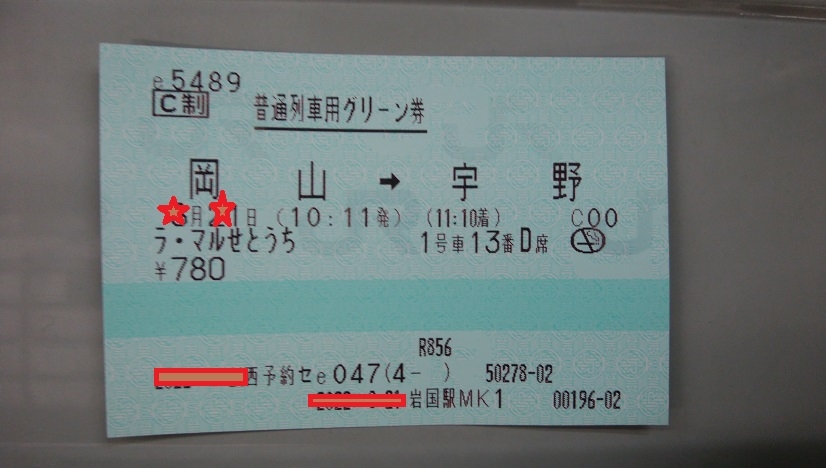 e5489
C制
普通列車用グリーン券
岡山 → 宇野
月 1日 (10:11発) (11:10着) C00
ラ・マルせとうち 1号車13番D席
¥780
R856
西予約セe047(4- ) 50278-02
岩国駅MK1 00196-02